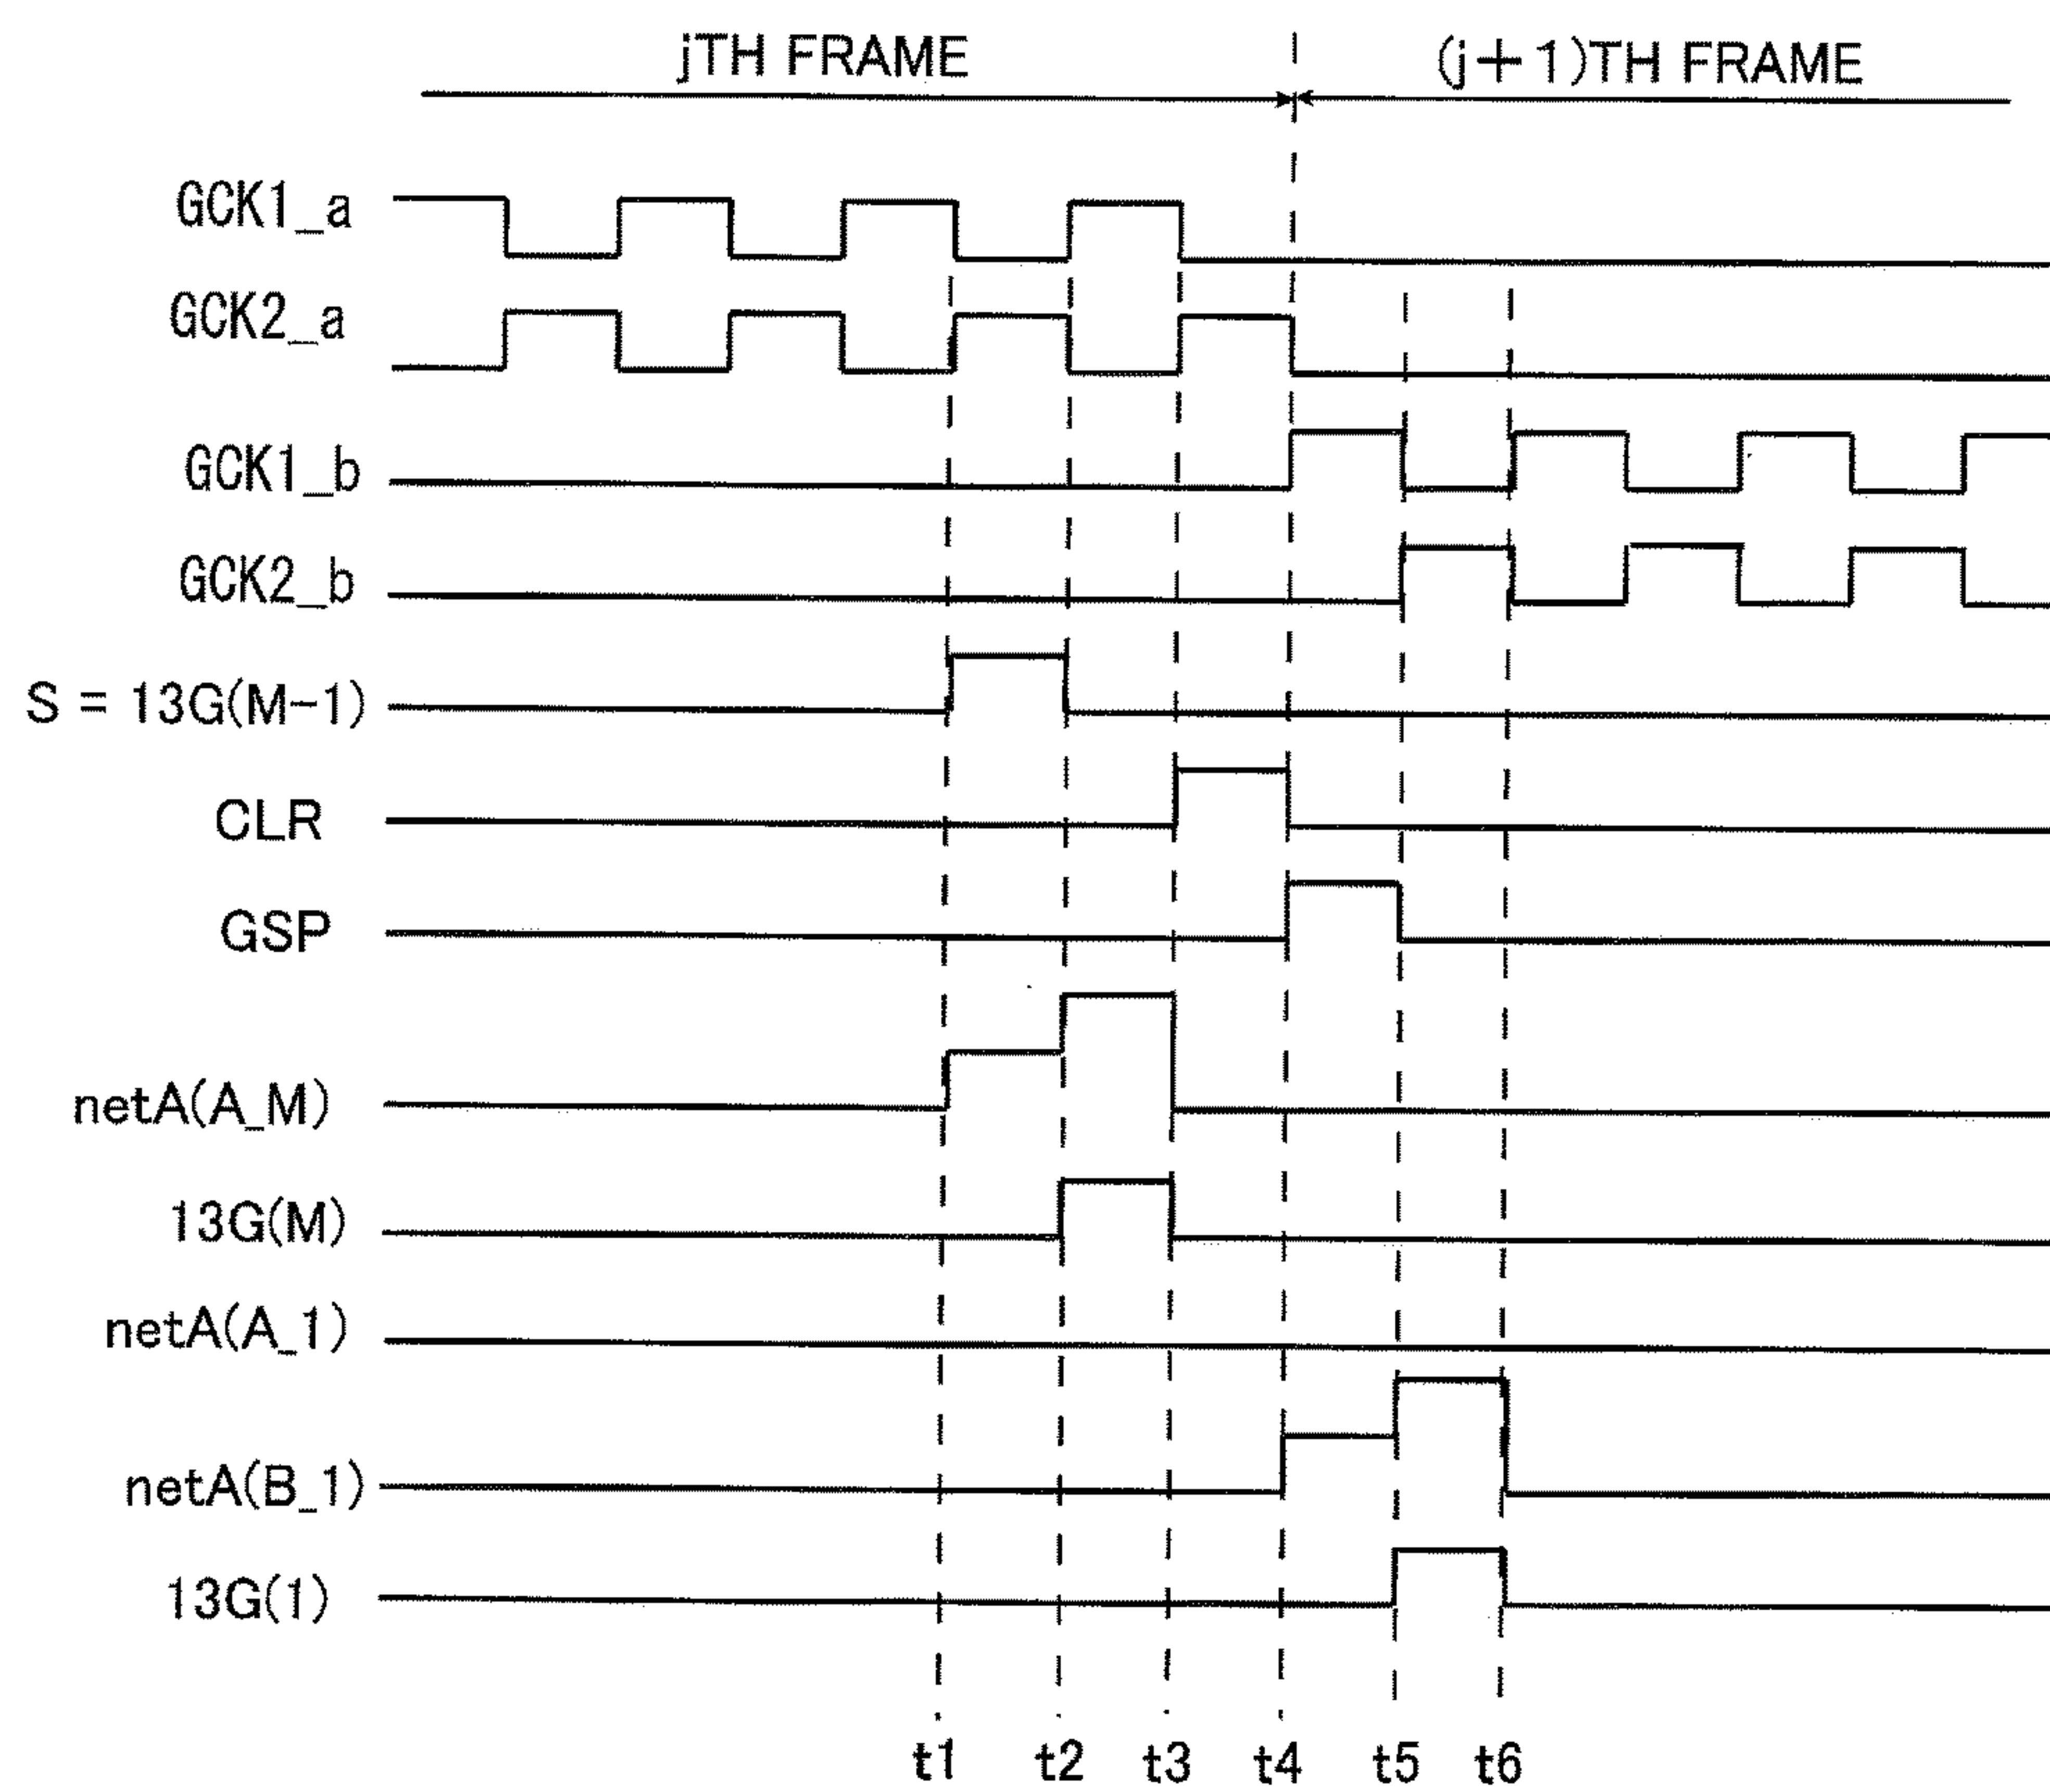 jTH FRAME
(j+1)TH FRAME
GCK1_a
GCK2_a
GCK1_b
GCK2_b
S = 13G(M-1)
CLR
GSP
netA(A_M)
13G(M)
netA(A_1)
netA(B_1)
13G(1)
t1 t2 t3 t4 t5 t6